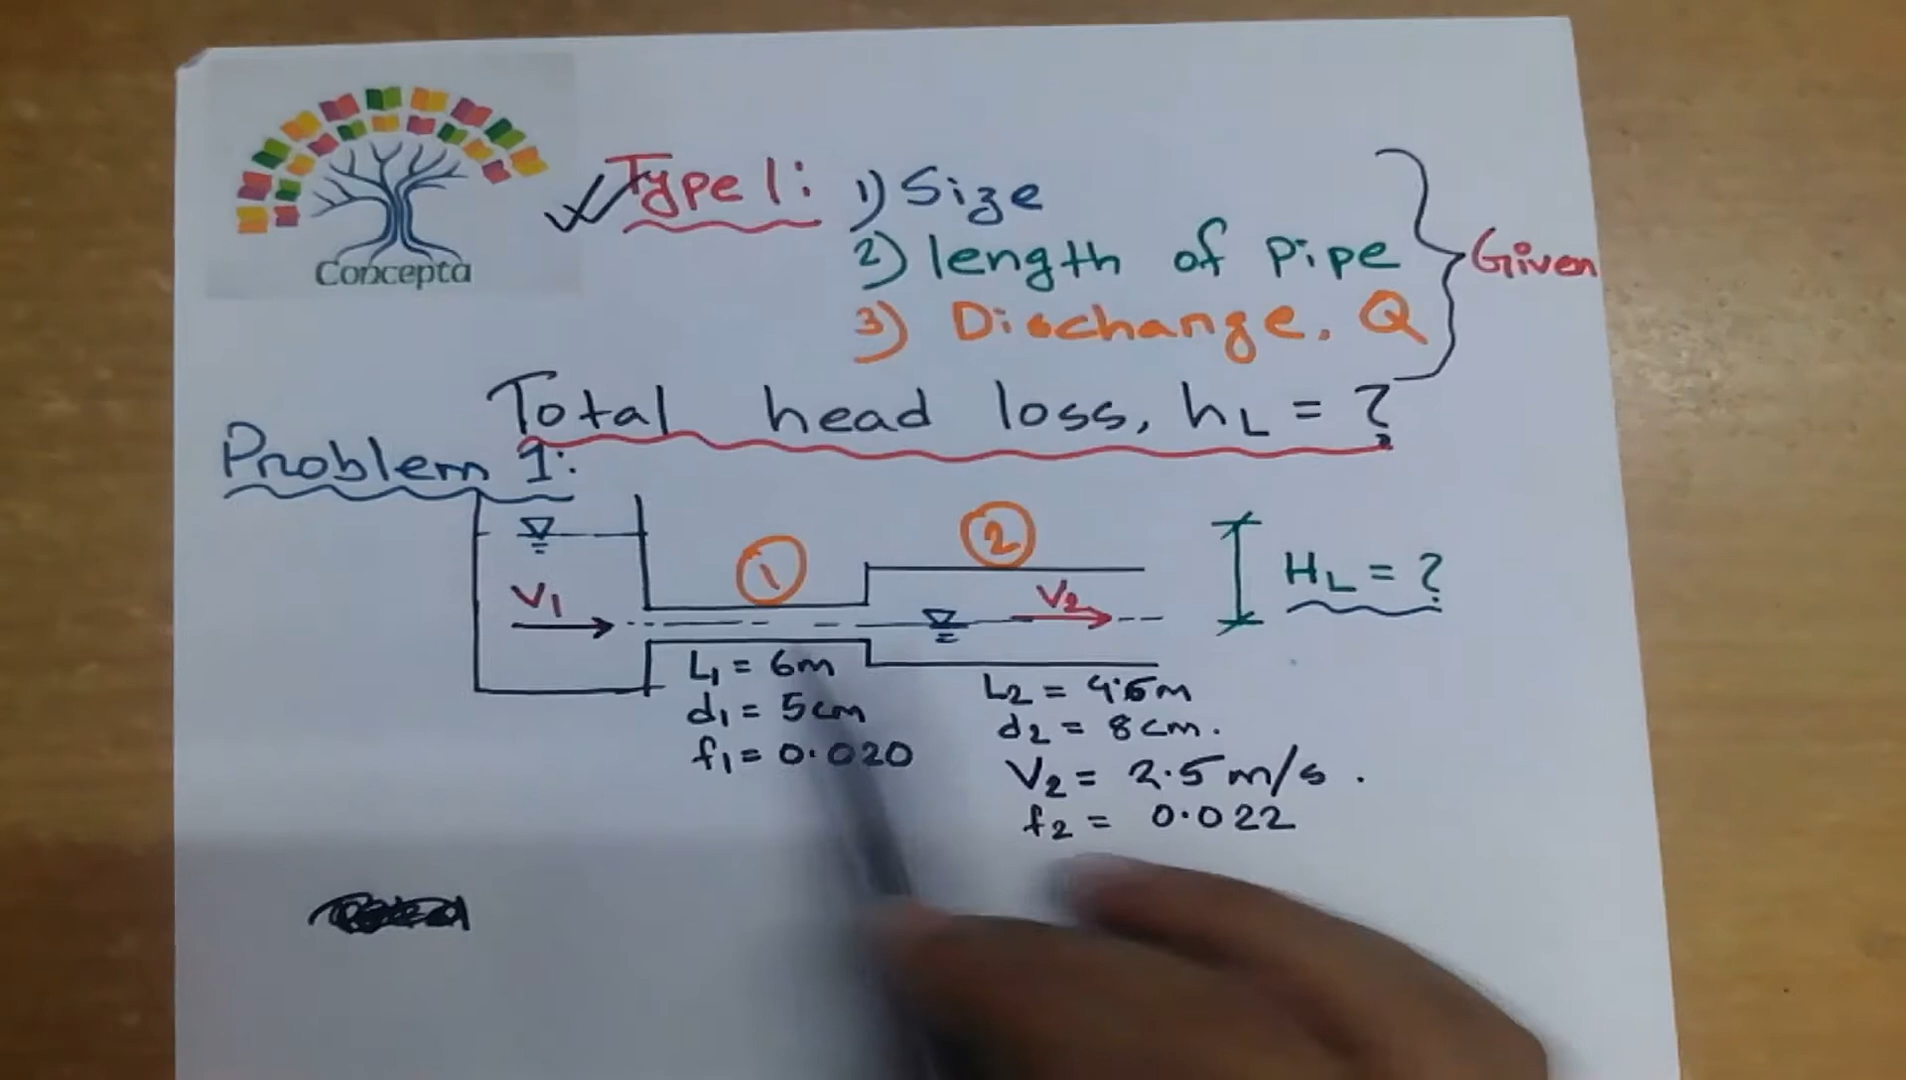 Concepta
Type 1: 1) Size
2) length of pipe
3) Dischange, Q
Given
Total head loss, hL = ?
Problem 1:
1
2
V1
V2
HL = ?
L1 = 6m
d1 = 5cm
f1 = 0.020
L2 = 4.5m
d2 = 8cm.
V2 = 2.5m/s.
f2 = 0.022